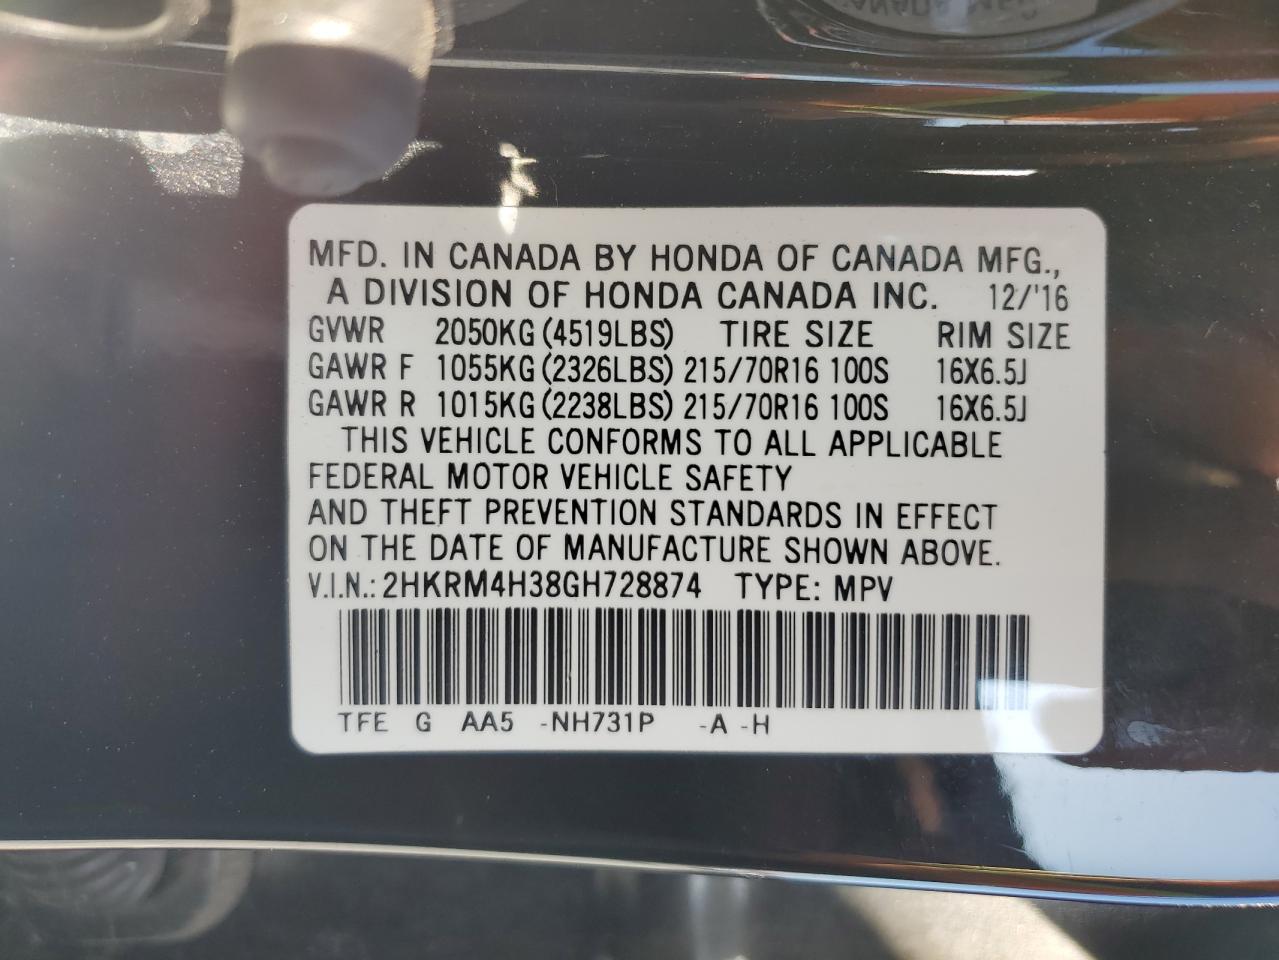 MFD. IN CANADA BY HONDA OF CANADA MFG.,
A DIVISION OF HONDA CANADA INC. 12/'16
GVWR 2050KG (4519LBS) TIRE SIZE RIM SIZE
GAWR F 1055KG (2326LBS) 215/70R16 100S 16X6.5J
GAWR R 1015KG (2238LBS) 215/70R16 100S 16X6.5J
THIS VEHICLE CONFORMS TO ALL APPLICABLE
FEDERAL MOTOR VEHICLE SAFETY
AND THEFT PREVENTION STANDARDS IN EFFECT
ON THE DATE OF MANUFACTURE SHOWN ABOVE.
V.I.N.: 2HKRM4H38GH728874 TYPE: MPV
TFE G AA5 -NH731P -A -H